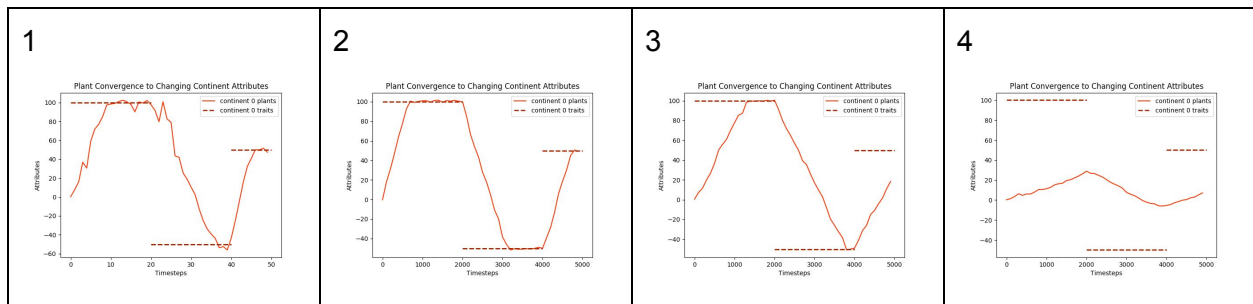 1
Plant Convergence to Changing Continent Attributes
100
80
60
40
20
0
−20
−40
−60
Attributes
continent 0 plants
continent 0 traits
0 10 20 30 40 50
Timesteps
2
Plant Convergence to Changing Continent Attributes
100
80
60
40
20
0
−20
−40
Attributes
continent 0 plants
continent 0 traits
0 1000 2000 3000 4000 5000
Timesteps
3
Plant Convergence to Changing Continent Attributes
100
80
60
40
20
0
−20
−40
Attributes
continent 0 plants
continent 0 traits
0 1000 2000 3000 4000 5000
Timesteps
4
Plant Convergence to Changing Continent Attributes
100
80
60
40
20
0
−20
−40
Attributes
continent 0 plants
continent 0 traits
0 1000 2000 3000 4000 5000
Timesteps